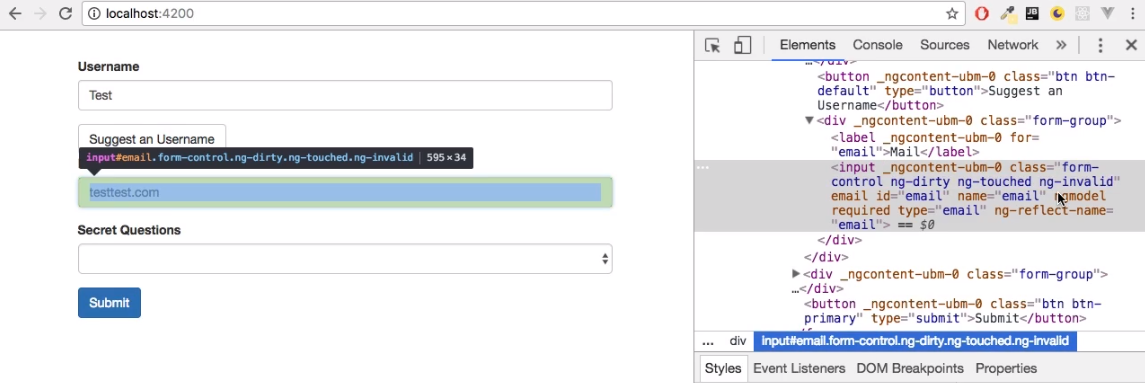 localhost:4200
Username
Test
Suggest an Username
input#email.form-control.ng-dirty.ng-touched.ng-invalid | 595×34
testtest.com
Secret Questions
Submit
Elements Console Sources Network »
…</div>
<button _ngcontent-ubm-0 class="btn btn-
default" type="button">Suggest an
Username</button>
▼<div _ngcontent-ubm-0 class="form-group">
<label _ngcontent-ubm-0 for=
"email">Mail</label>
<input _ngcontent-ubm-0 class="form-
control ng-dirty ng-touched ng-invalid"
email id="email" name="email" ngmodel
required type="email" ng-reflect-name=
"email"> == $0
</div>
</div>
▶<div _ngcontent-ubm-0 class="form-group">
…</div>
<button _ngcontent-ubm-0 class="btn btn-
primary" type="submit">Submit</button>
... div input#email.form-control.ng-dirty.ng-touched.ng-invalid
Styles Event Listeners DOM Breakpoints Properties